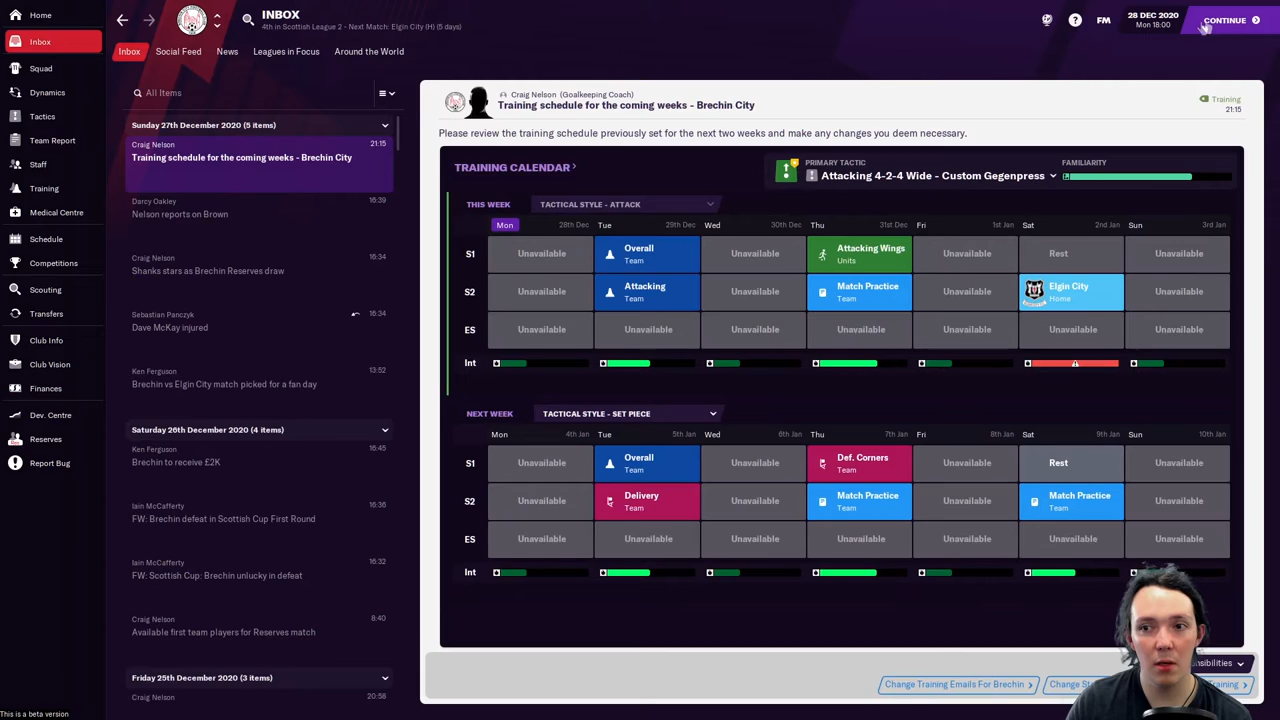 Home
Inbox
Squad
Dynamics
Tactics
Team Report
Staff
Training
Medical Centre
Schedule
Competitions
Scouting
Transfers
Club Info
Club Vision
Finances
Dev. Centre
Reserves
Report Bug
This is a beta version
INBOX
4th in Scottish League 2 - Next Match: Elgin City (H) (5 days)
FM
28 DEC 2020
Mon 18:00
CONTINUE
Inbox Social Feed News Leagues in Focus Around the World
All Items
Sunday 27th December 2020 (5 items)
Craig Nelson 21:15
Training schedule for the coming weeks - Brechin City
Darcy Oakley 16:39
Nelson reports on Brown
Craig Nelson 16:34
Shanks stars as Brechin Reserves draw
Sebastian Panczyk 16:34
Dave McKay injured
Ken Ferguson 13:52
Brechin vs Elgin City match picked for a fan day
Saturday 26th December 2020 (4 items)
Ken Ferguson 16:45
Brechin to receive £2K
Iain McCafferty 16:36
FW: Brechin defeat in Scottish Cup First Round
Iain McCafferty 16:32
FW: Scottish Cup: Brechin unlucky in defeat
Craig Nelson 8:40
Available first team players for Reserves match
Friday 25th December 2020 (3 items)
Craig Nelson 20:58
Craig Nelson (Goalkeeping Coach)
Training schedule for the coming weeks - Brechin City
Training
21:15
Please review the training schedule previously set for the next two weeks and make any changes you deem necessary.
TRAINING CALENDAR
PRIMARY TACTIC
Attacking 4-2-4 Wide - Custom Gegenpress
FAMILIARITY
THIS WEEK TACTICAL STYLE - ATTACK
Mon 28th Dec Tue 29th Dec Wed 30th Dec Thu 31st Dec Fri 1st Jan Sat 2nd Jan Sun 3rd Jan
S1 Unavailable Overall Team Unavailable Attacking Wings Units Unavailable Rest Unavailable
S2 Unavailable Attacking Team Unavailable Match Practice Team Unavailable Elgin City Home Unavailable
ES Unavailable Unavailable Unavailable Unavailable Unavailable Unavailable Unavailable
Int
NEXT WEEK TACTICAL STYLE - SET PIECE
Mon 4th Jan Tue 5th Jan Wed 6th Jan Thu 7th Jan Fri 8th Jan Sat 9th Jan Sun 10th Jan
S1 Unavailable Overall Team Unavailable Def. Corners Team Unavailable Rest Unavailable
S2 Unavailable Delivery Team Unavailable Match Practice Team Unavailable Match Practice Team Unavailable
ES Unavailable Unavailable Unavailable Unavailable Unavailable Unavailable Unavailable
Int
Change Training Emails For Brechin
Training